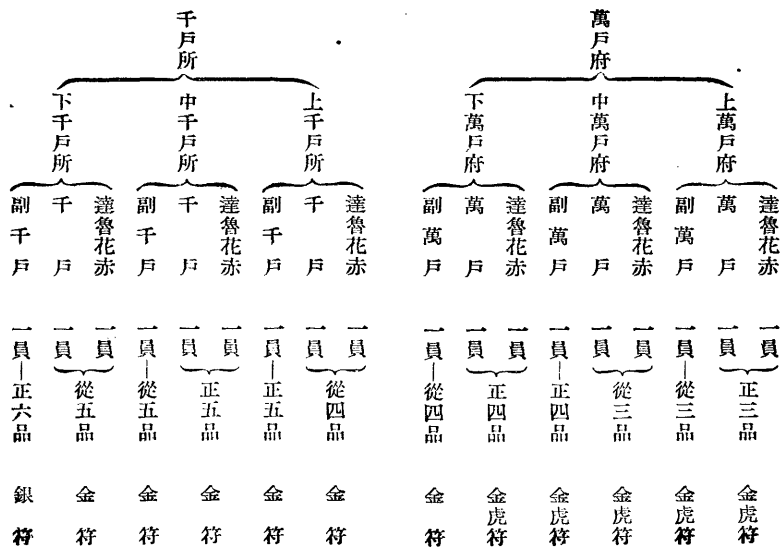 萬戶府
上萬戶府
達魯花赤 一員
萬戶 一員
正三品 金虎符
副萬戶 一員—從三品 金虎符
中萬戶府
達魯花赤 一員
萬戶 一員
從三品 金虎符
副萬戶 一員—正四品 金虎符
下萬戶府
達魯花赤 一員
萬戶 一員
正四品 金虎符
副萬戶 一員—從四品 金符
千戶所
上千戶所
達魯花赤 一員
千戶 一員
從四品 金符
副千戶 一員—正五品 金符
中千戶所
達魯花赤 一員
千戶 一員
正五品 金符
副千戶 一員—從五品 金符
下千戶所
達魯花赤 一員
千戶 一員
從五品 金符
副千戶 一員—正六品 銀符